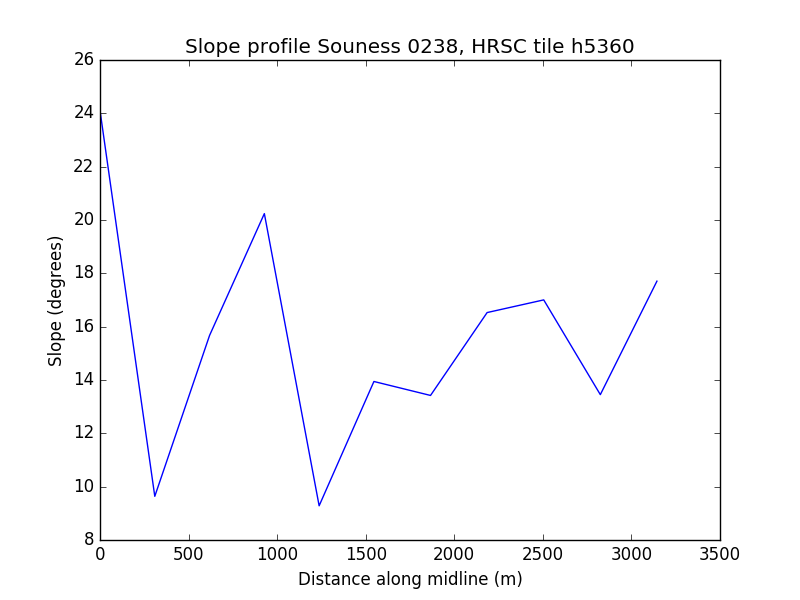 Slope profile Souness 0238, HRSC tile h5360
26
24
22
20
18
16
14
12
10
8
Slope (degrees)
0 500 1000 1500 2000 2500 3000 3500
Distance along midline (m)